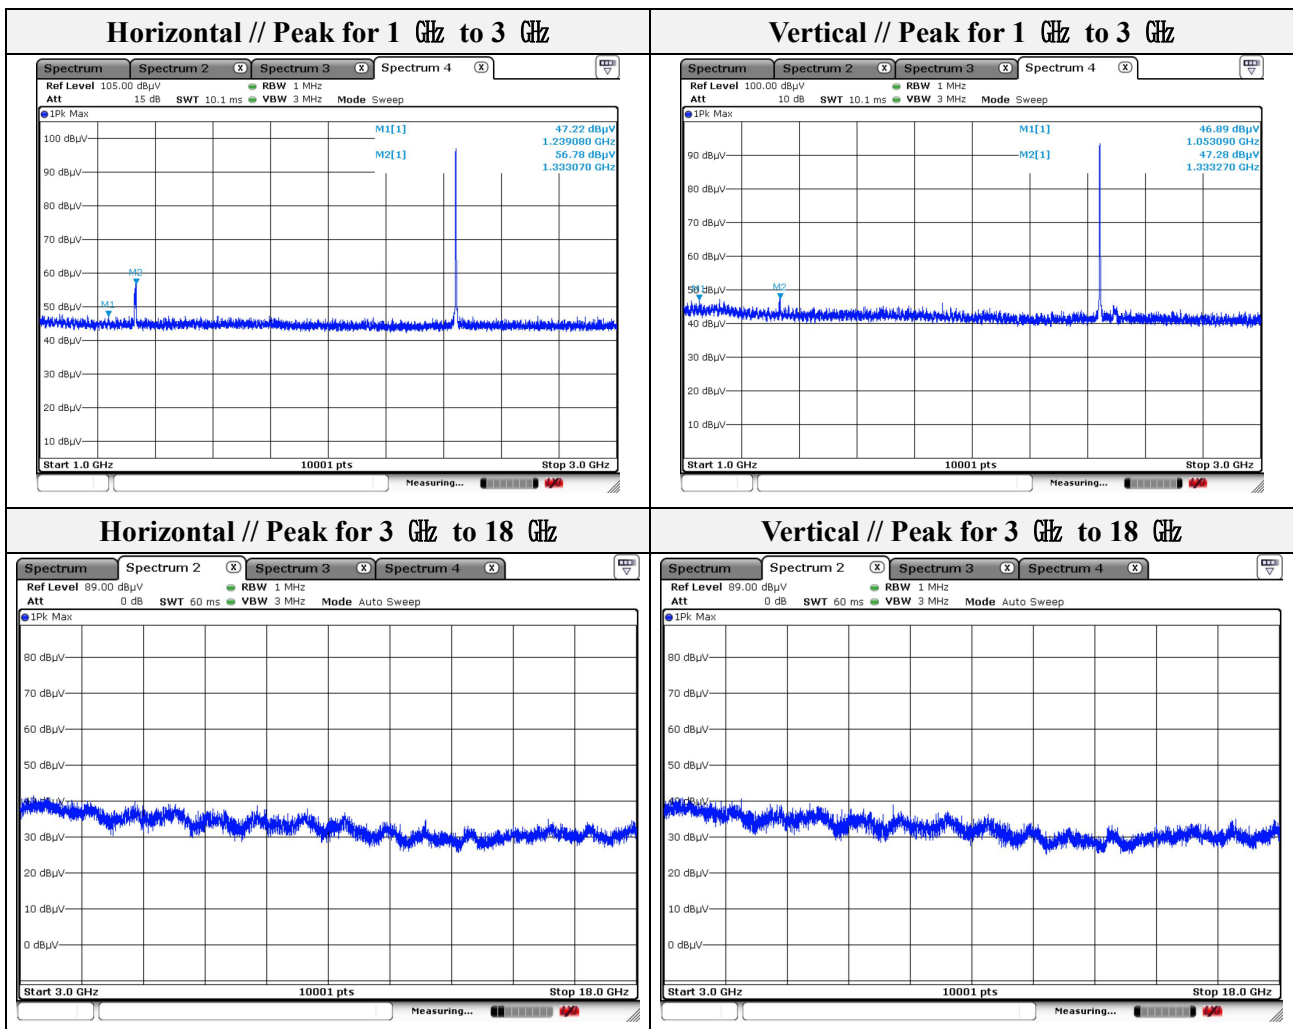 Horizontal // Peak for 1 ㎓ to 3 ㎓
Vertical // Peak for 1 ㎓ to 3 ㎓
Spectrum Spectrum 2 Spectrum 3 Spectrum 4
Ref Level 105.00 dBµV RBW 1 MHz
Att 15 dB SWT 10.1 ms VBW 3 MHz Mode Sweep
1Pk Max
M1[1] 47.22 dBµV
1.239080 GHz
M2[1] 56.78 dBµV
1.333070 GHz
100 dBµV
90 dBµV
80 dBµV
70 dBµV
60 dBµV
M2
50 dBµV
M1
40 dBµV
30 dBµV
20 dBµV
10 dBµV
Start 1.0 GHz 10001 pts Stop 3.0 GHz
Measuring...
Spectrum Spectrum 2 Spectrum 3 Spectrum 4
Ref Level 100.00 dBµV RBW 1 MHz
Att 10 dB SWT 10.1 ms VBW 3 MHz Mode Sweep
1Pk Max
M1[1] 46.89 dBµV
1.053090 GHz
M2[1] 47.28 dBµV
1.333270 GHz
90 dBµV
80 dBµV
70 dBµV
60 dBµV
50 dBµV
M1
M2
40 dBµV
30 dBµV
20 dBµV
10 dBµV
Start 1.0 GHz 10001 pts Stop 3.0 GHz
Measuring...
Horizontal // Peak for 3 ㎓ to 18 ㎓
Vertical // Peak for 3 ㎓ to 18 ㎓
Spectrum Spectrum 2 Spectrum 3 Spectrum 4
Ref Level 89.00 dBµV RBW 1 MHz
Att 0 dB SWT 60 ms VBW 3 MHz Mode Auto Sweep
1Pk Max
80 dBµV
70 dBµV
60 dBµV
50 dBµV
40 dBµV
30 dBµV
20 dBµV
10 dBµV
0 dBµV
Start 3.0 GHz 10001 pts Stop 18.0 GHz
Measuring...
Spectrum Spectrum 2 Spectrum 3 Spectrum 4
Ref Level 89.00 dBµV RBW 1 MHz
Att 0 dB SWT 60 ms VBW 3 MHz Mode Auto Sweep
1Pk Max
80 dBµV
70 dBµV
60 dBµV
50 dBµV
40 dBµV
30 dBµV
20 dBµV
10 dBµV
0 dBµV
Start 3.0 GHz 10001 pts Stop 18.0 GHz
Measuring...